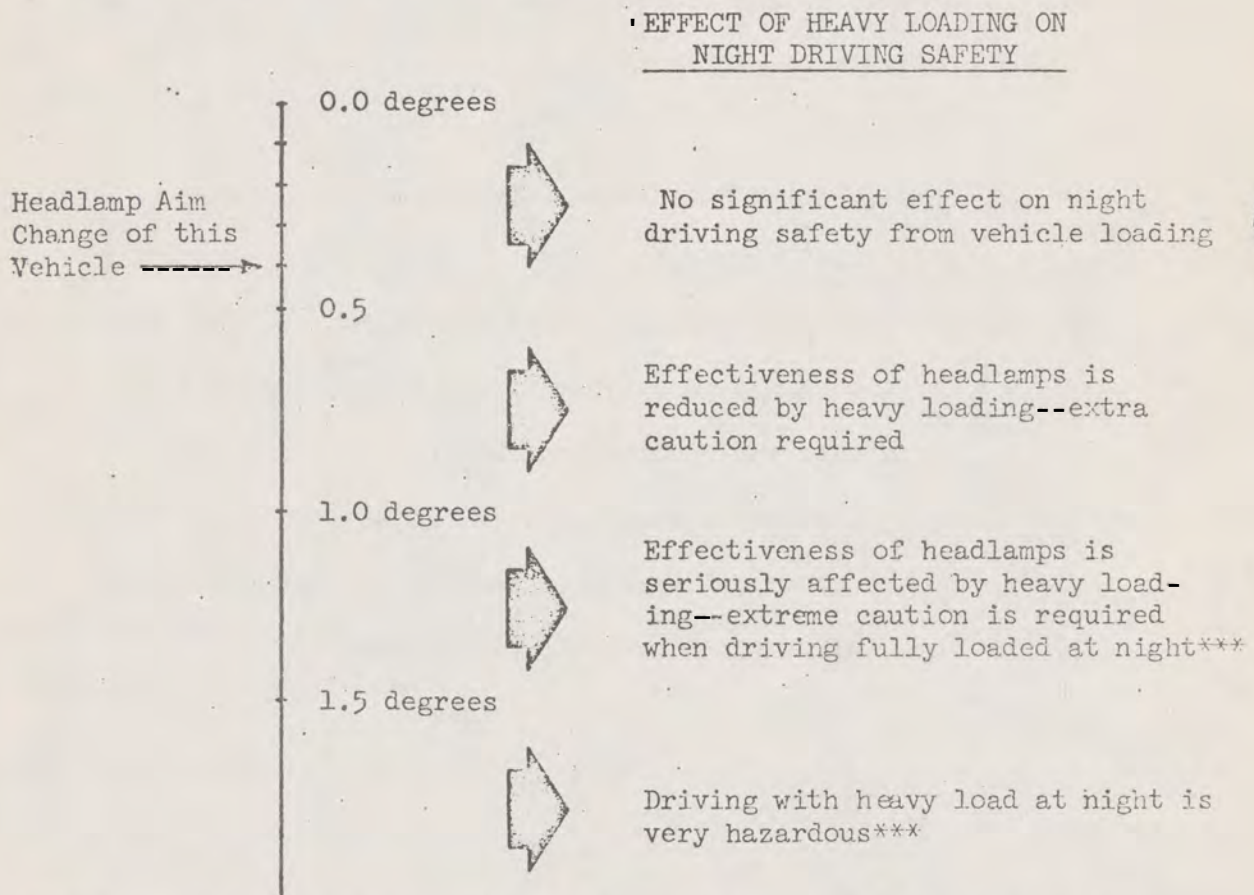 EFFECT OF HEAVY LOADING ON
NIGHT DRIVING SAFETY
0.0 degrees
Headlamp Aim
Change of this
Vehicle
No significant effect on night
driving safety from vehicle loading
0.5
Effectiveness of headlamps is
reduced by heavy loading--extra
caution required
1.0 degrees
Effectiveness of headlamps is
seriously affected by heavy load-
ing--extreme caution is required
when driving fully loaded at night***
1.5 degrees
Driving with heavy load at night is
very hazardous***